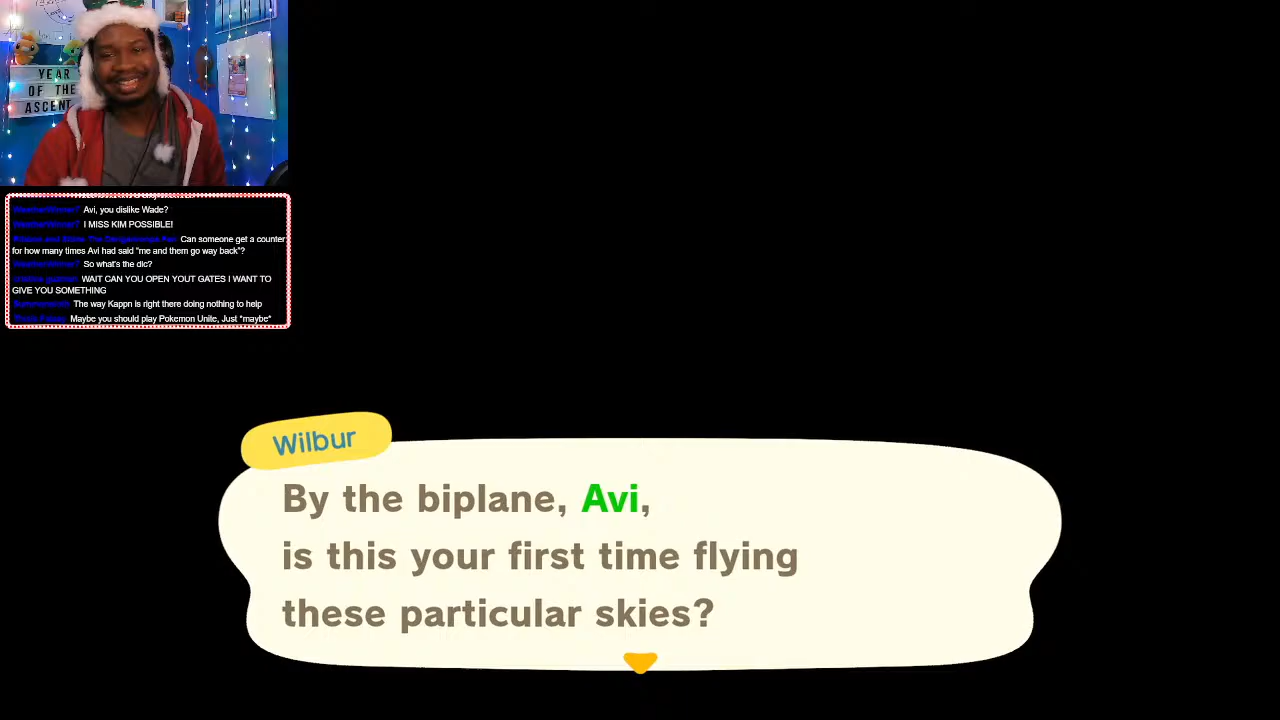 YEAR
OF THE
ASCENT
Avi, you dislike Wade?
I MISS KIM POSSIBLE!
Can someone get a counter
for how many times Avi had said "me and them go way back"?
So what's the dic?
WAIT CAN YOU OPEN YOUT GATES I WANT TO
GIVE YOU SOMETHING
The way Kappn is right there doing nothing to help
Maybe you should play Pokemon Unite, Just *maybe*
Wilbur
By the biplane, Avi,
is this your first time flying
these particular skies?